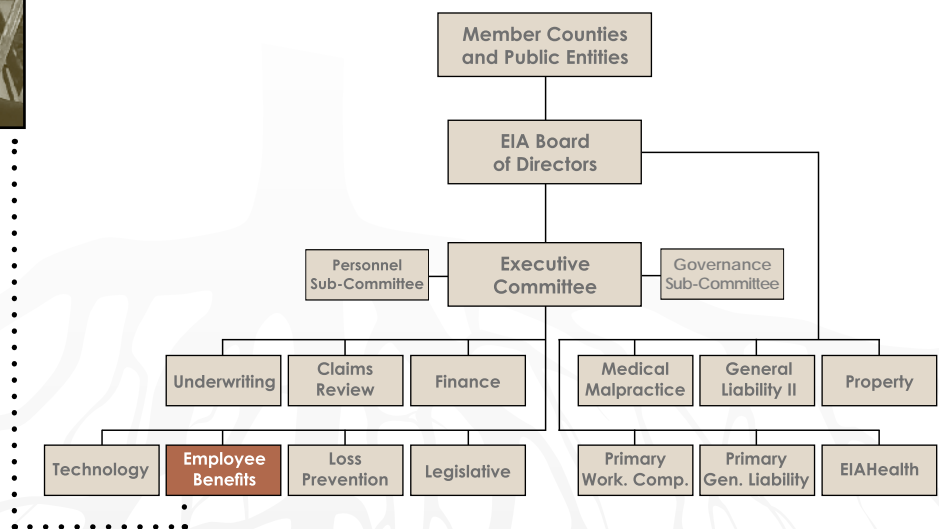 Member Counties
and Public Entities
EIA Board
of Directors
Personnel
Sub-Committee
Executive
Committee
Governance
Sub-Committee
Underwriting
Claims
Review
Finance
Medical
Malpractice
General
Liability II
Property
Technology
Employee
Benefits
Loss
Prevention
Legislative
Primary
Work. Comp.
Primary
Gen. Liability
EIAHealth